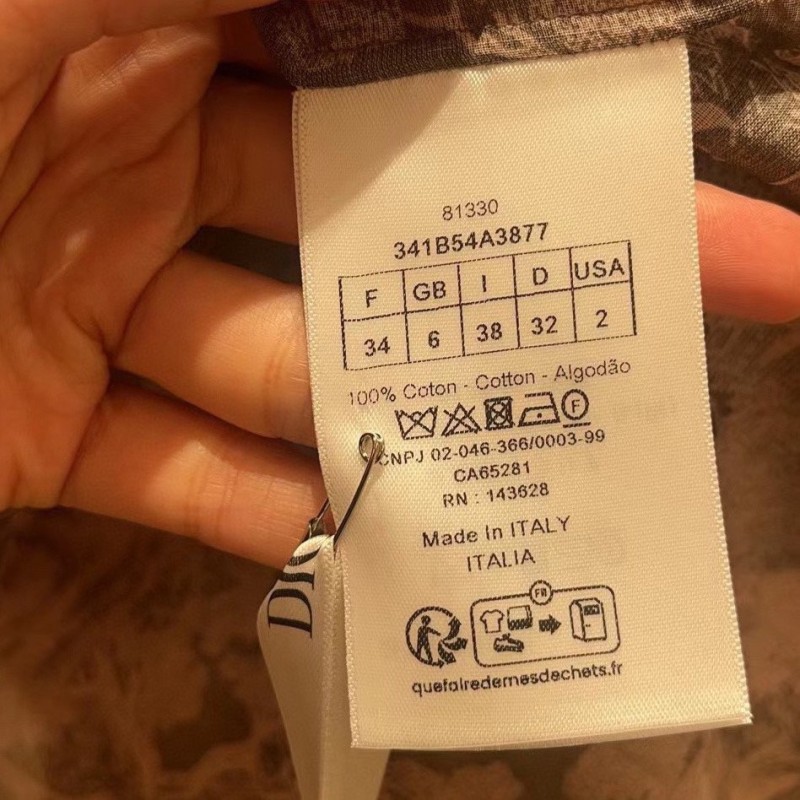 81330
341B54A3877
F GB I D USA
34 6 38 32 2
100% Coton - Cotton - Algodão
F
CNPJ 02-046-366/0003-99
CA65281
RN : 143628
Made In ITALY
ITALIA
FR
quefairedemesdechets.fr